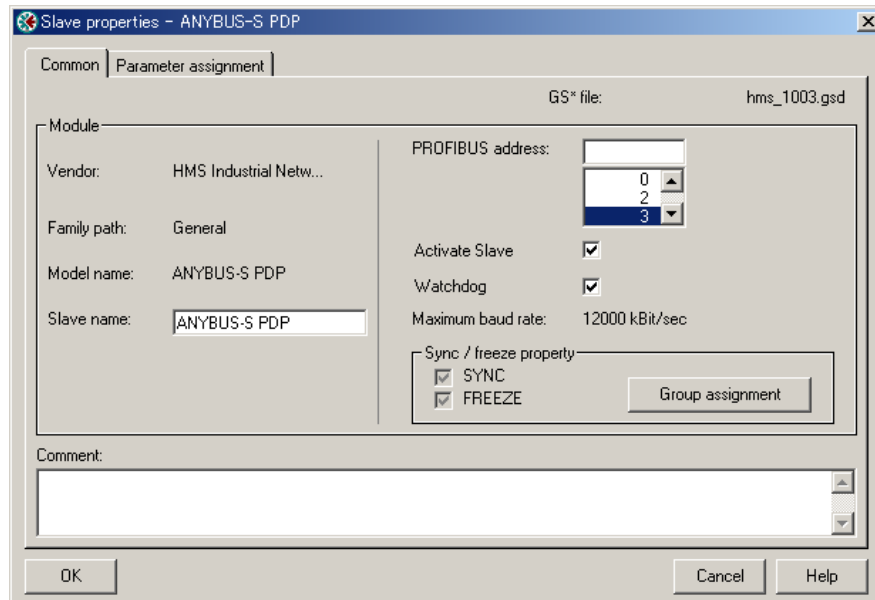 Slave properties - ANYBUS-S PDP
Common
Parameter assignment
GS* file: hms_1003.gsd
Module
Vendor: HMS Industrial Netw...
Family path: General
Model name: ANYBUS-S PDP
Slave name: ANYBUS-S PDP
PROFIBUS address:
0
2
3
Activate Slave
Watchdog
Maximum baud rate: 12000 kBit/sec
Sync / freeze property
SYNC
FREEZE
Group assignment
Comment:
OK
Cancel
Help